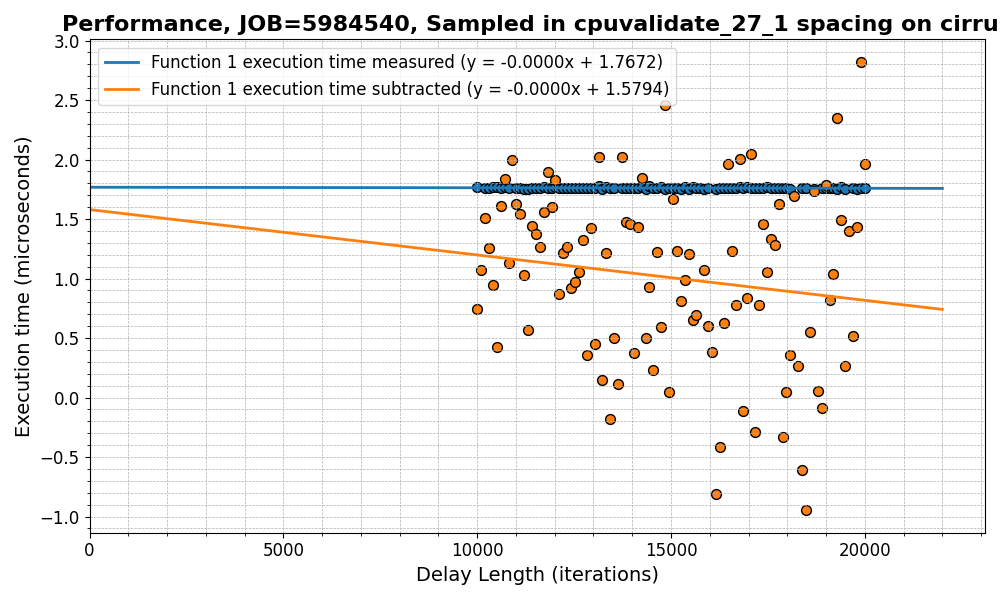 Performance, JOB=5984540, Sampled in cpuvalidate_27_1 spacing on cirru
Function 1 execution time measured (y = -0.0000x + 1.7672)
Function 1 execution time subtracted (y = -0.0000x + 1.5794)
Execution time (microseconds)
3.0
2.5
2.0
1.5
1.0
0.5
0.0
−0.5
−1.0
0 5000 10000 15000 20000
Delay Length (iterations)